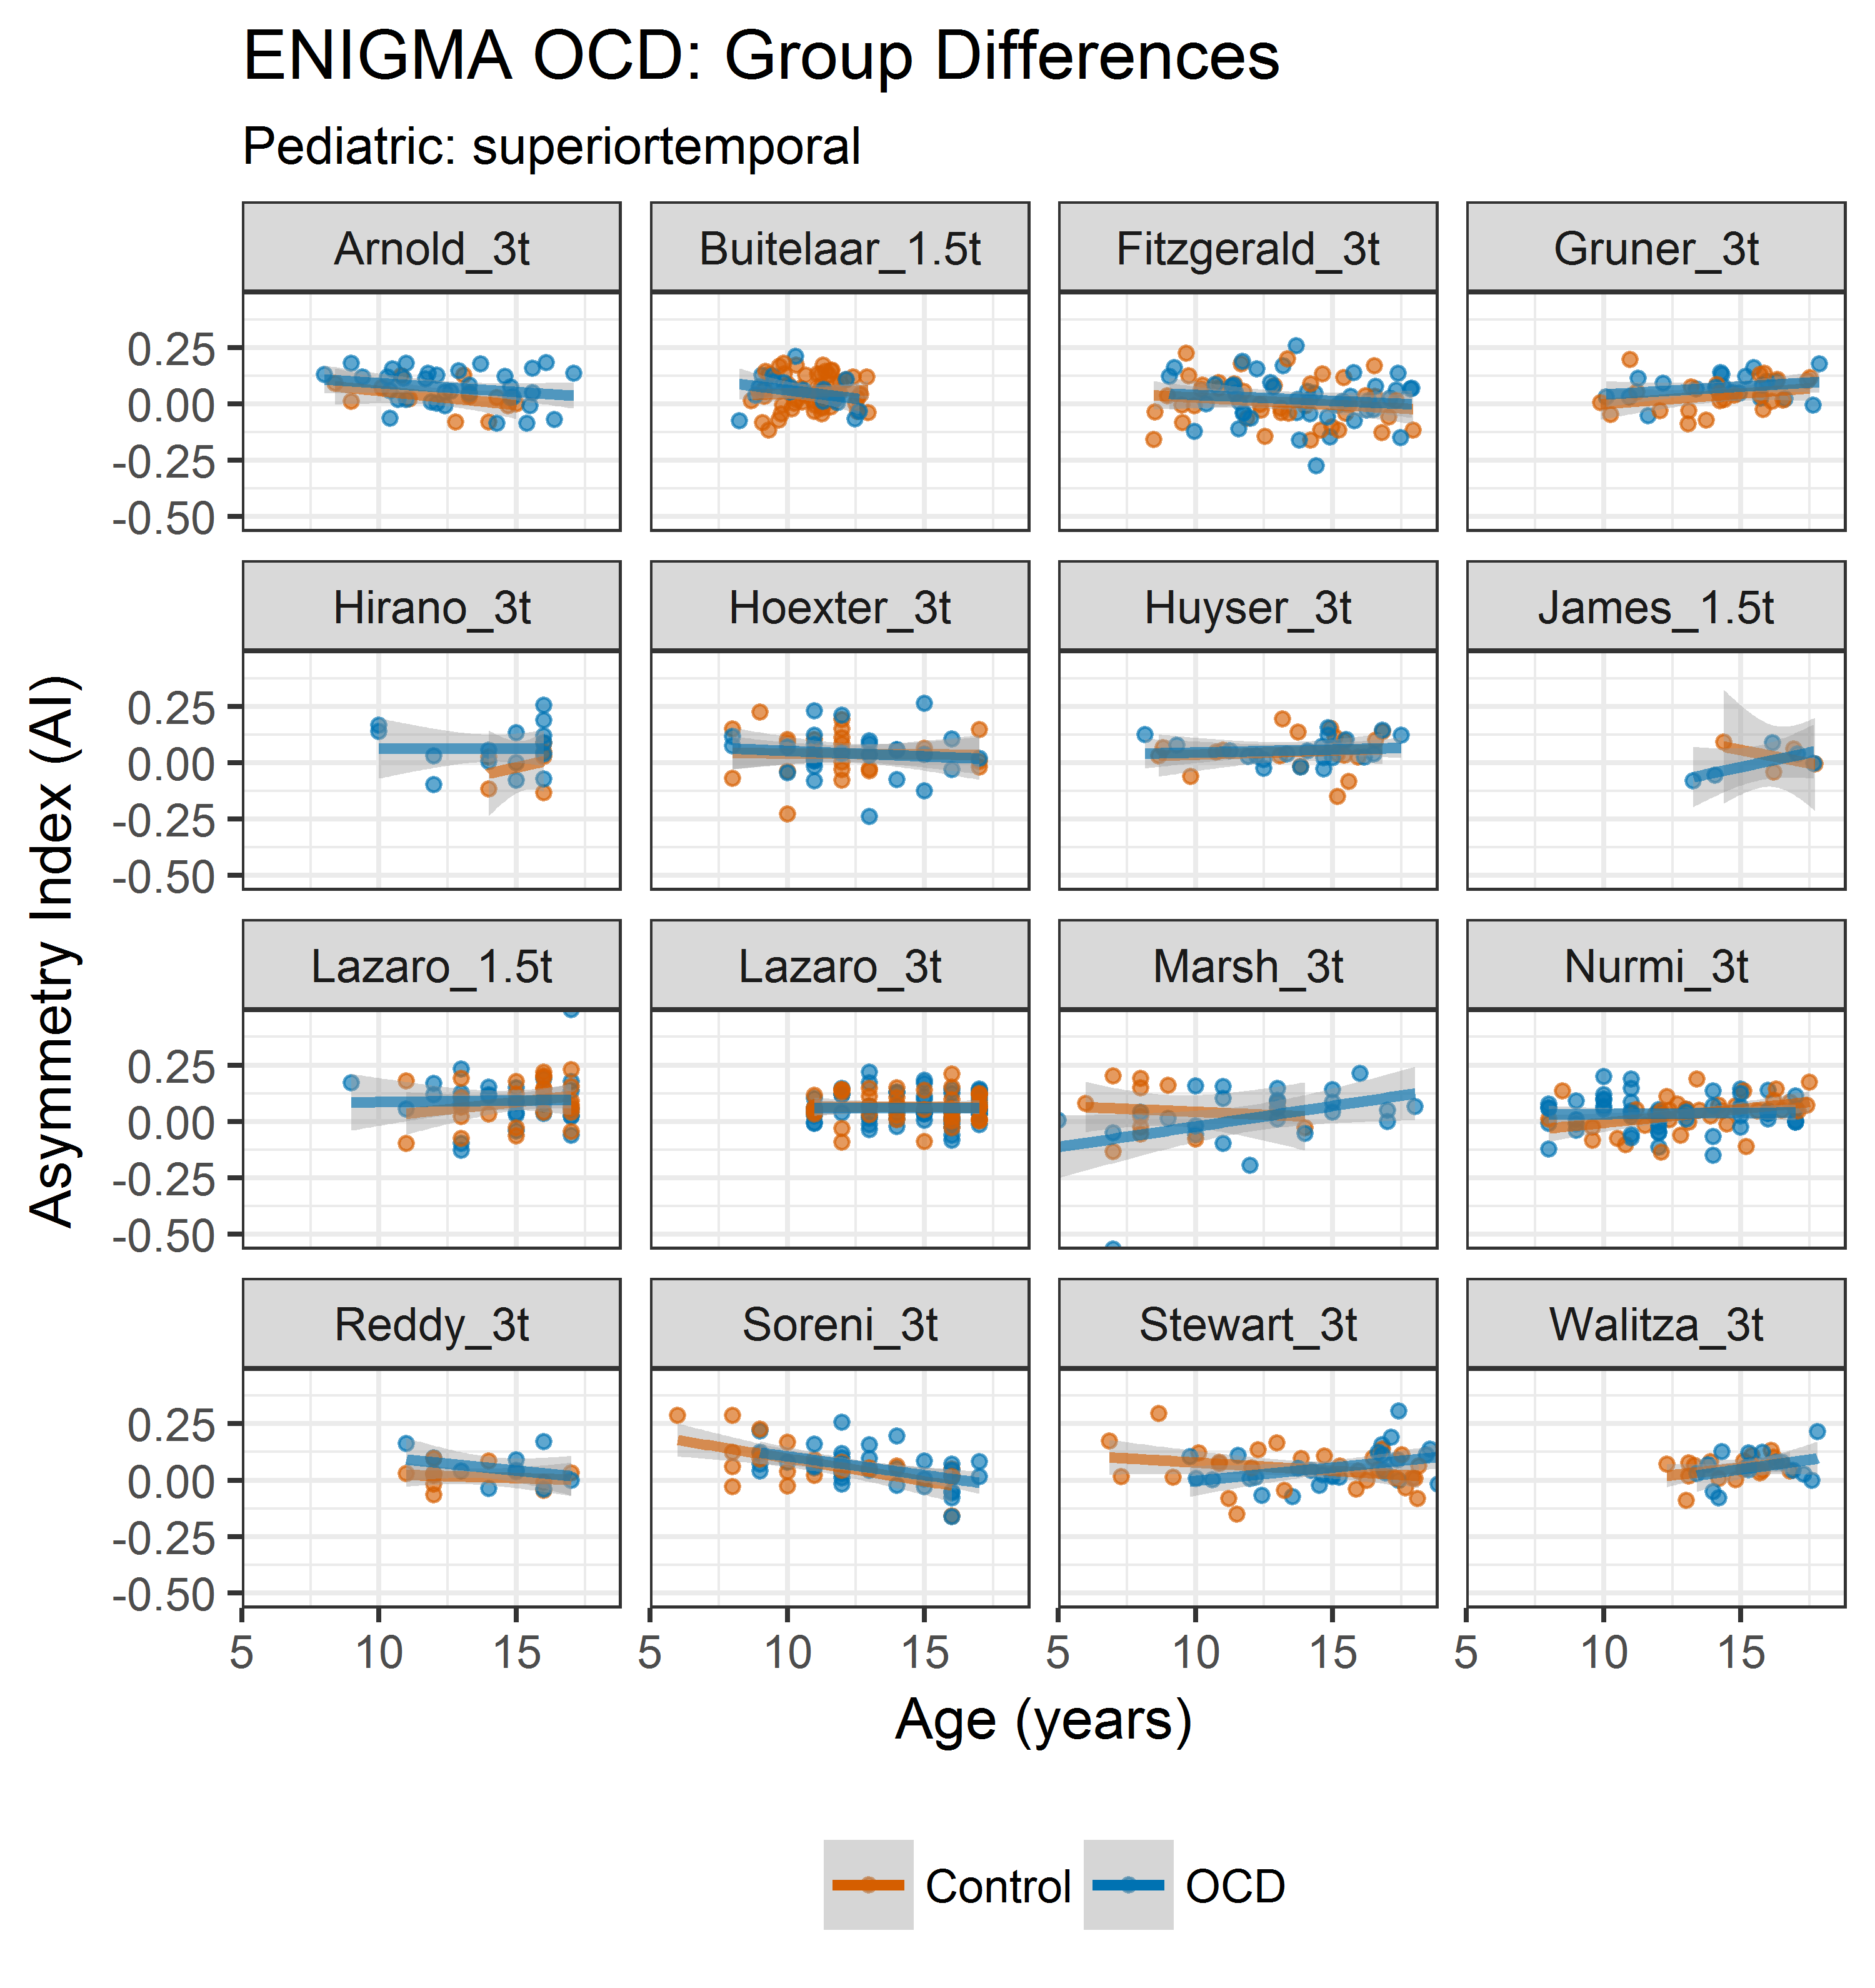 ENIGMA OCD: Group Differences
Pediatric: superiortemporal
Arnold_3t Buitelaar_1.5t Fitzgerald_3t Gruner_3t
0.25
0.00
-0.25
-0.50
Hirano_3t Hoexter_3t Huyser_3t James_1.5t
0.25
0.00
-0.25
-0.50
Asymmetry Index (AI)
Lazaro_1.5t Lazaro_3t Marsh_3t Nurmi_3t
0.25
0.00
-0.25
-0.50
Reddy_3t Soreni_3t Stewart_3t Walitza_3t
0.25
0.00
-0.25
-0.50
5 10 15 5 10 15 5 10 15 5 10 15
Age (years)
Control OCD